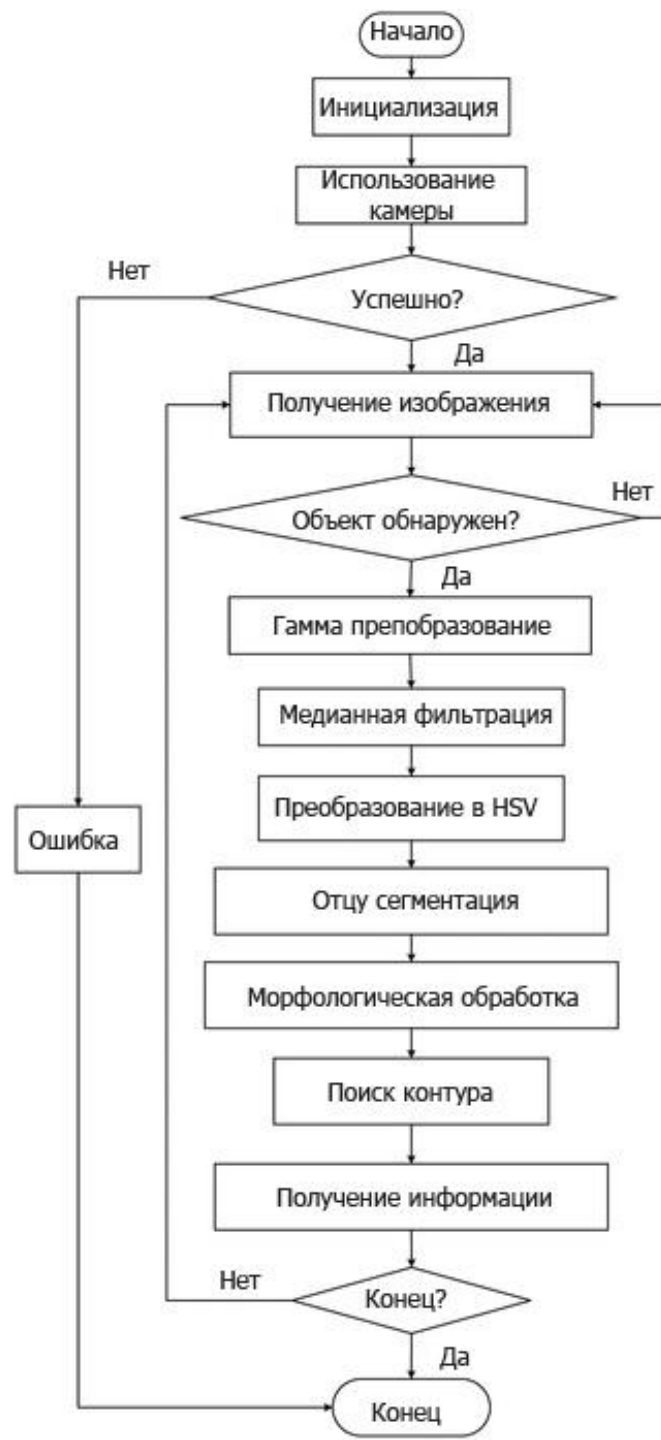 Начало
Инициализация
Использование
камеры
Нет
Успешно?
Да
Получение изображения
Объект обнаружен?
Нет
Да
Гамма препобразование
Медианная фильтрация
Преобразование в HSV
Ошибка
Отцу сегментация
Морфологическая обработка
Поиск контура
Получение информации
Нет
Конец?
Да
Конец